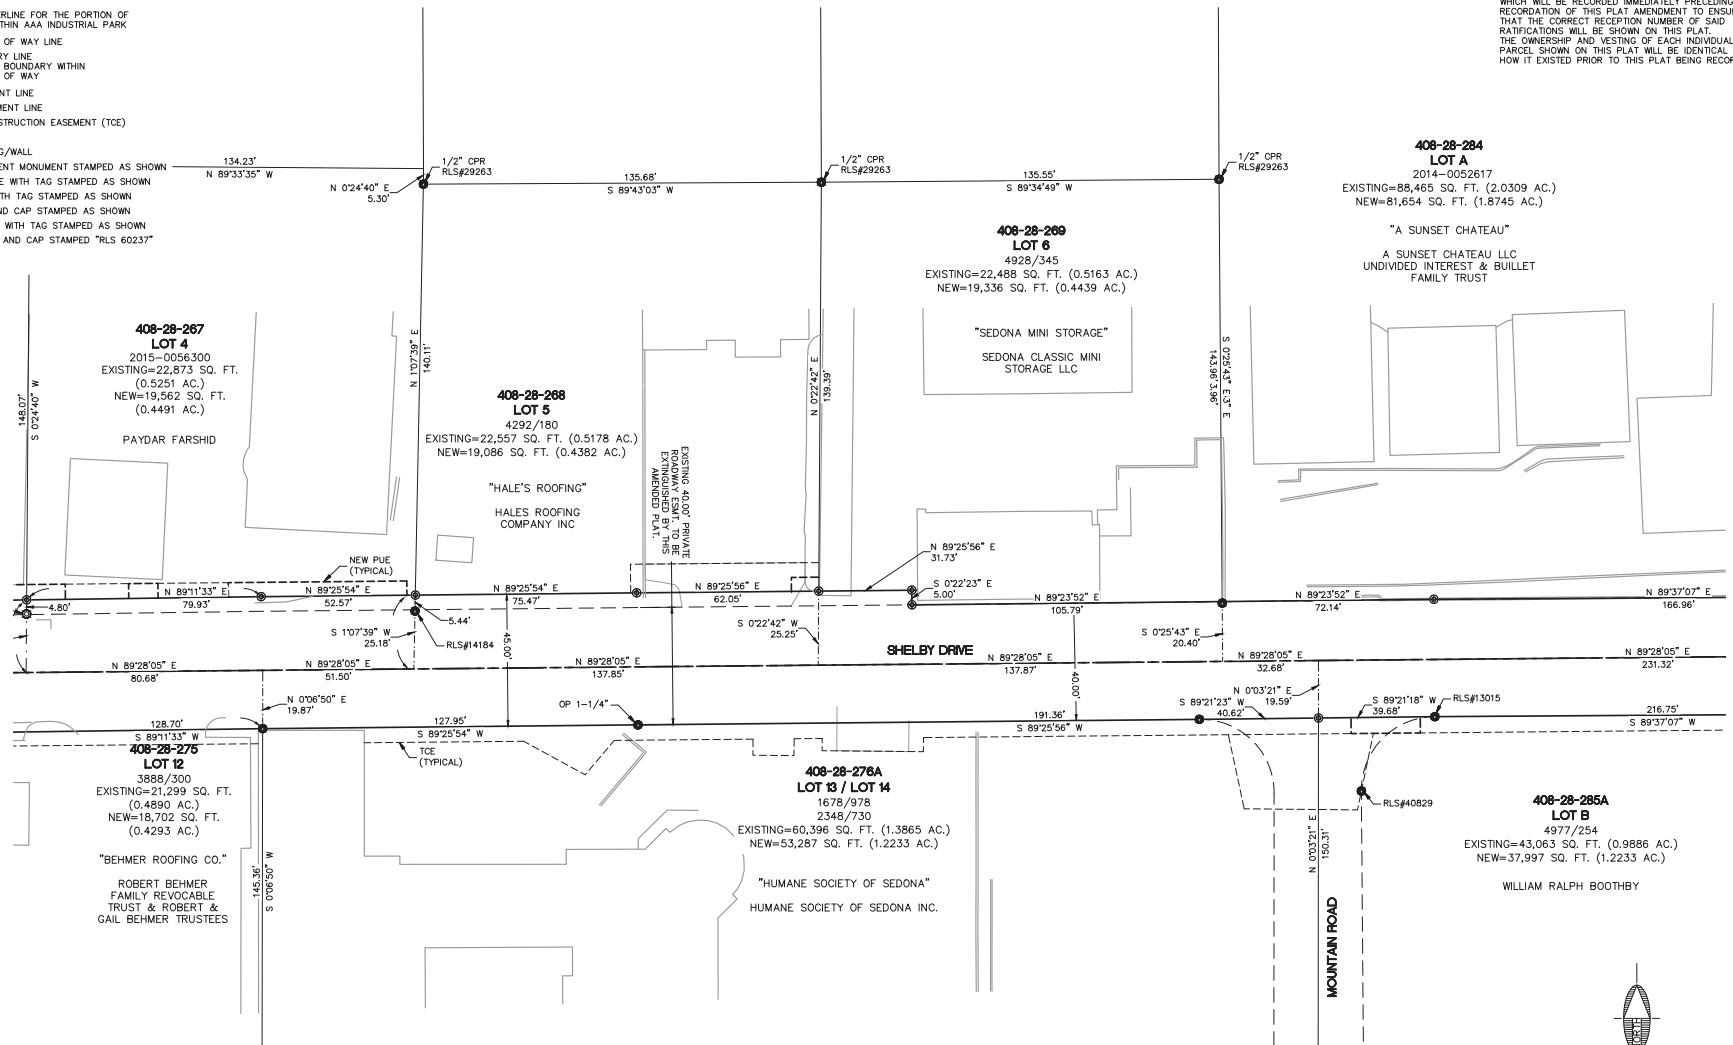 ERLINE FOR THE PORTION OF
THIN AAA INDUSTRIAL PARK
OF WAY LINE
RY LINE
BOUNDARY WITHIN
OF WAY
NT LINE
MENT LINE
STRUCTION EASEMENT (TCE)
G/WALL
ENT MONUMENT STAMPED AS SHOWN
E WITH TAG STAMPED AS SHOWN
TH TAG STAMPED AS SHOWN
ND CAP STAMPED AS SHOWN
WITH TAG STAMPED AS SHOWN
AND CAP STAMPED "RLS 60237"
WHICH WILL BE RECORDED IMMEDIATELY PRECEDING
RECORDATION OF THIS PLAT AMENDMENT TO ENSU
THAT THE CORRECT RECEPTION NUMBER OF SAID
RATIFICATIONS WILL BE SHOWN ON THIS PLAT.
THE OWNERSHIP AND VESTING OF EACH INDIVIDUAL
PARCEL SHOWN ON THIS PLAT WILL BE IDENTICAL
HOW IT EXISTED PRIOR TO THIS PLAT BEING RECOR
134.23'
N 89°33'35" W
N 0°24'40" E
5.30'
1/2" CPR
RLS#29263
135.68'
S 89°43'03" W
1/2" CPR
RLS#29263
135.55'
S 89°34'49" W
1/2" CPR
RLS#29263
408-28-284
LOT A
2014-0052617
EXISTING=88,465 SQ. FT. (2.0309 AC.)
NEW=81,654 SQ. FT. (1.8745 AC.)
"A SUNSET CHATEAU"
A SUNSET CHATEAU LLC
UNDIVIDED INTEREST & BUILLET
FAMILY TRUST
408-28-269
LOT 6
4928/345
EXISTING=22,488 SQ. FT. (0.5163 AC.)
NEW=19,336 SQ. FT. (0.4439 AC.)
"SEDONA MINI STORAGE"
SEDONA CLASSIC MINI
STORAGE LLC
408-28-267
LOT 4
2015-0056300
EXISTING=22,873 SQ. FT.
(0.5251 AC.)
NEW=19,562 SQ. FT.
(0.4491 AC.)
PAYDAR FARSHID
408-28-268
LOT 5
4292/180
EXISTING=22,557 SQ. FT. (0.5178 AC.)
NEW=19,086 SQ. FT. (0.4382 AC.)
"HALE'S ROOFING"
HALES ROOFING
COMPANY INC
148.07'
S 0°24'40" W
N 1°07'39" E
140.11'
N 0°22'42" E
139.39'
S 0°25'43" E
143.96'
EXISTING 40.00' PRIVATE
ROADWAY ESMT. TO BE
EXTINGUISHED BY THIS
AMENDED PLAT.
NEW PUE
(TYPICAL)
N 89°11'33" E
79.93'
N 89°25'54" E
52.57'
N 89°25'54" E
75.47'
N 89°25'56" E
62.05'
N 89°25'56" E
31.73'
S 0°22'23" E
5.00'
N 89°23'52" E
105.79'
N 89°23'52" E
72.14'
N 89°37'07" E
166.96'
4.80'
5.44'
RLS#14184
S 1°07'39" W
25.18'
45.00'
S 0°22'42" W
25.25'
SHELBY DRIVE
S 0°25'43" E
20.40'
N 89°28'05" E
80.68'
N 89°28'05" E
51.50'
N 89°28'05" E
137.85'
N 89°28'05" E
137.87'
N 89°28'05" E
32.68'
N 89°28'05" E
231.32'
40.00'
N 0°06'50" E
19.87'
OP 1-1/4"
N 0°03'21" E
19.59'
128.70'
S 89°11'33" W
127.95'
S 89°25'54" W
191.36'
S 89°25'56" W
S 89°21'23" W
40.62'
S 89°21'18" W
39.68'
RLS#13015
216.75'
S 89°37'07" W
TCE
(TYPICAL)
408-28-275
LOT 12
3888/300
EXISTING=21,299 SQ. FT.
(0.4890 AC.)
NEW=18,702 SQ. FT.
(0.4293 AC.)
"BEHMER ROOFING CO."
ROBERT BEHMER
FAMILY REVOCABLE
TRUST & ROBERT &
GAIL BEHMER TRUSTEES
145.36'
S 0°06'50" W
408-28-276A
LOT 13 / LOT 14
1678/978
2348/730
EXISTING=60,396 SQ. FT. (1.3865 AC.)
NEW=53,287 SQ. FT. (1.2233 AC.)
"HUMANE SOCIETY OF SEDONA"
HUMANE SOCIETY OF SEDONA INC.
RLS#40829
N 0°03'21" E
150.31'
MOUNTAIN ROAD
408-28-285A
LOT B
4977/254
EXISTING=43,063 SQ. FT. (0.9886 AC.)
NEW=37,997 SQ. FT. (1.2233 AC.)
WILLIAM RALPH BOOTHBY